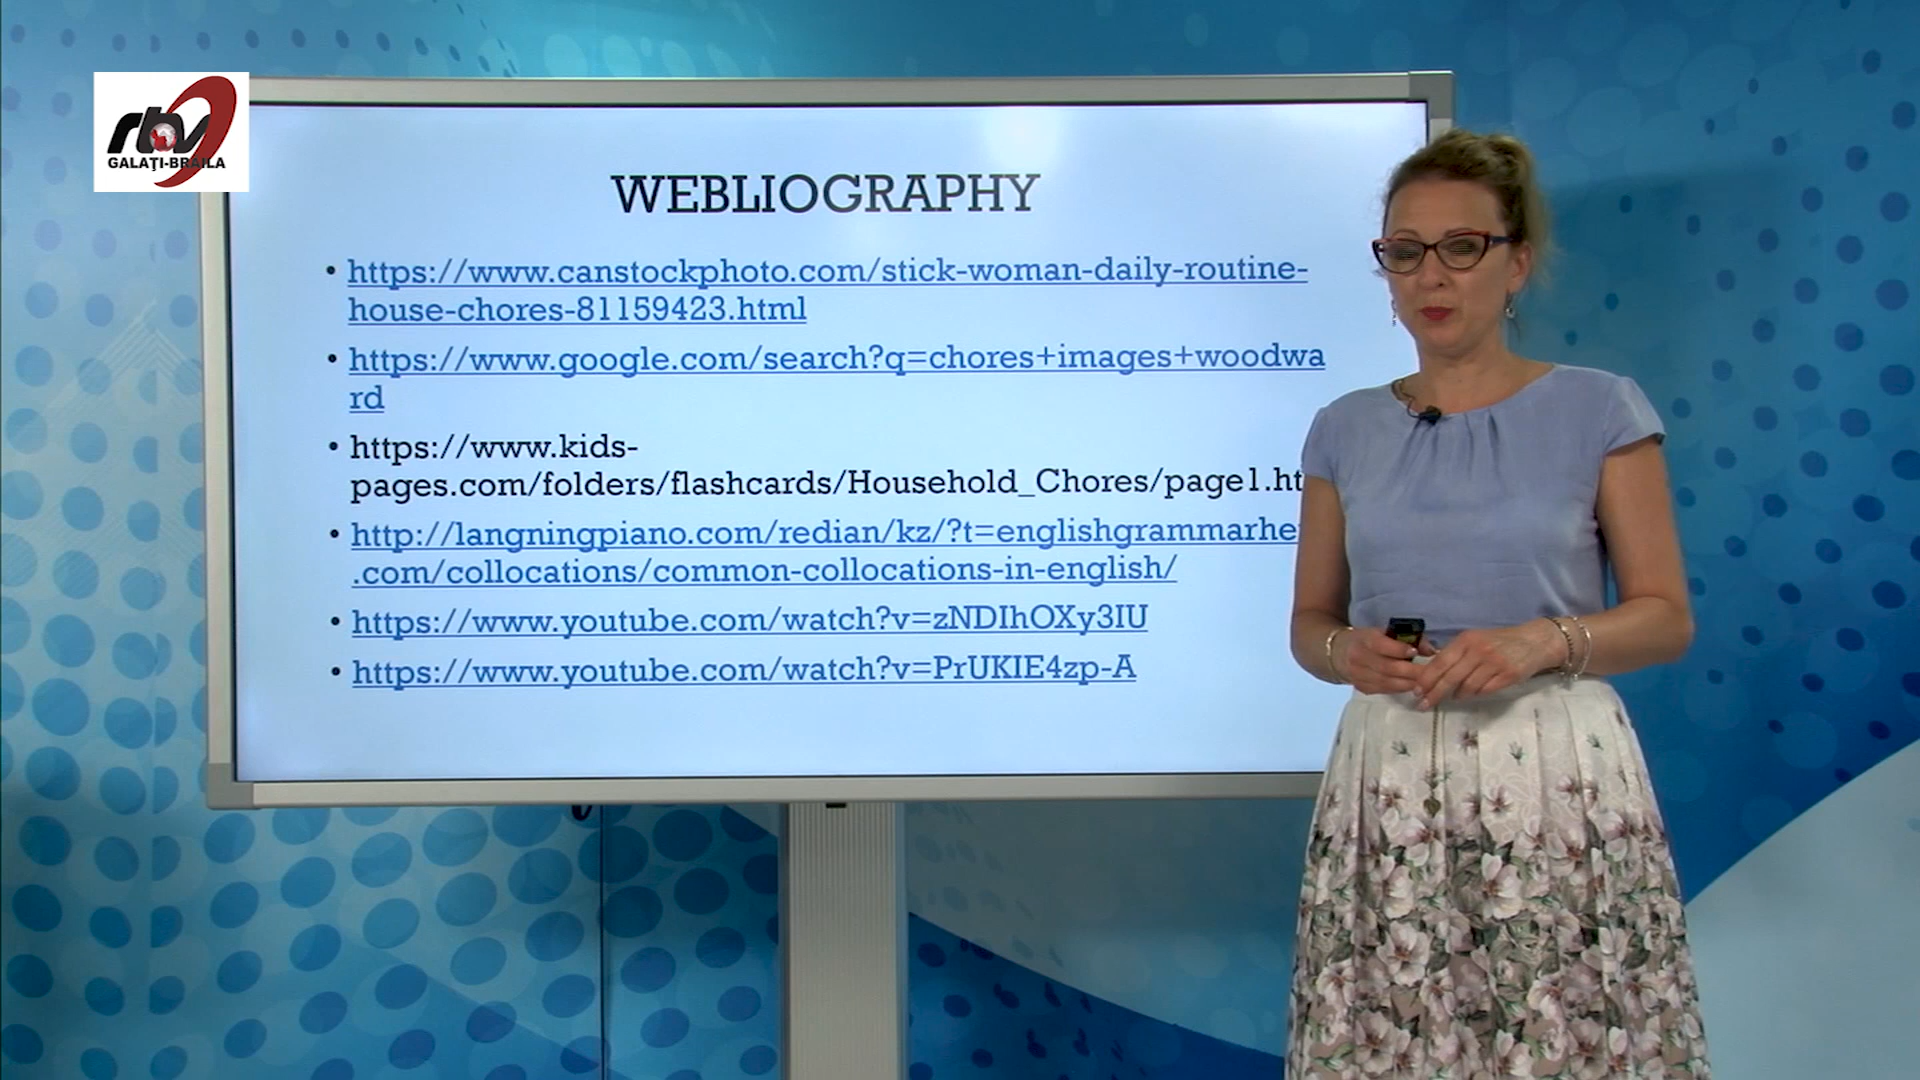 rtv
GALAŢI-BRĂILA
WEBLIOGRAPHY
• https://www.canstockphoto.com/stick-woman-daily-routine-
house-chores-81159423.html
• https://www.google.com/search?q=chores+images+woodwa
rd
• https://www.kids-
pages.com/folders/flashcards/Household_Chores/page1.ht
• http://langningpiano.com/redian/kz/?t=englishgrammarhe
.com/collocations/common-collocations-in-english/
• https://www.youtube.com/watch?v=zNDIhOXy3IU
• https://www.youtube.com/watch?v=PrUKIE4zp-A